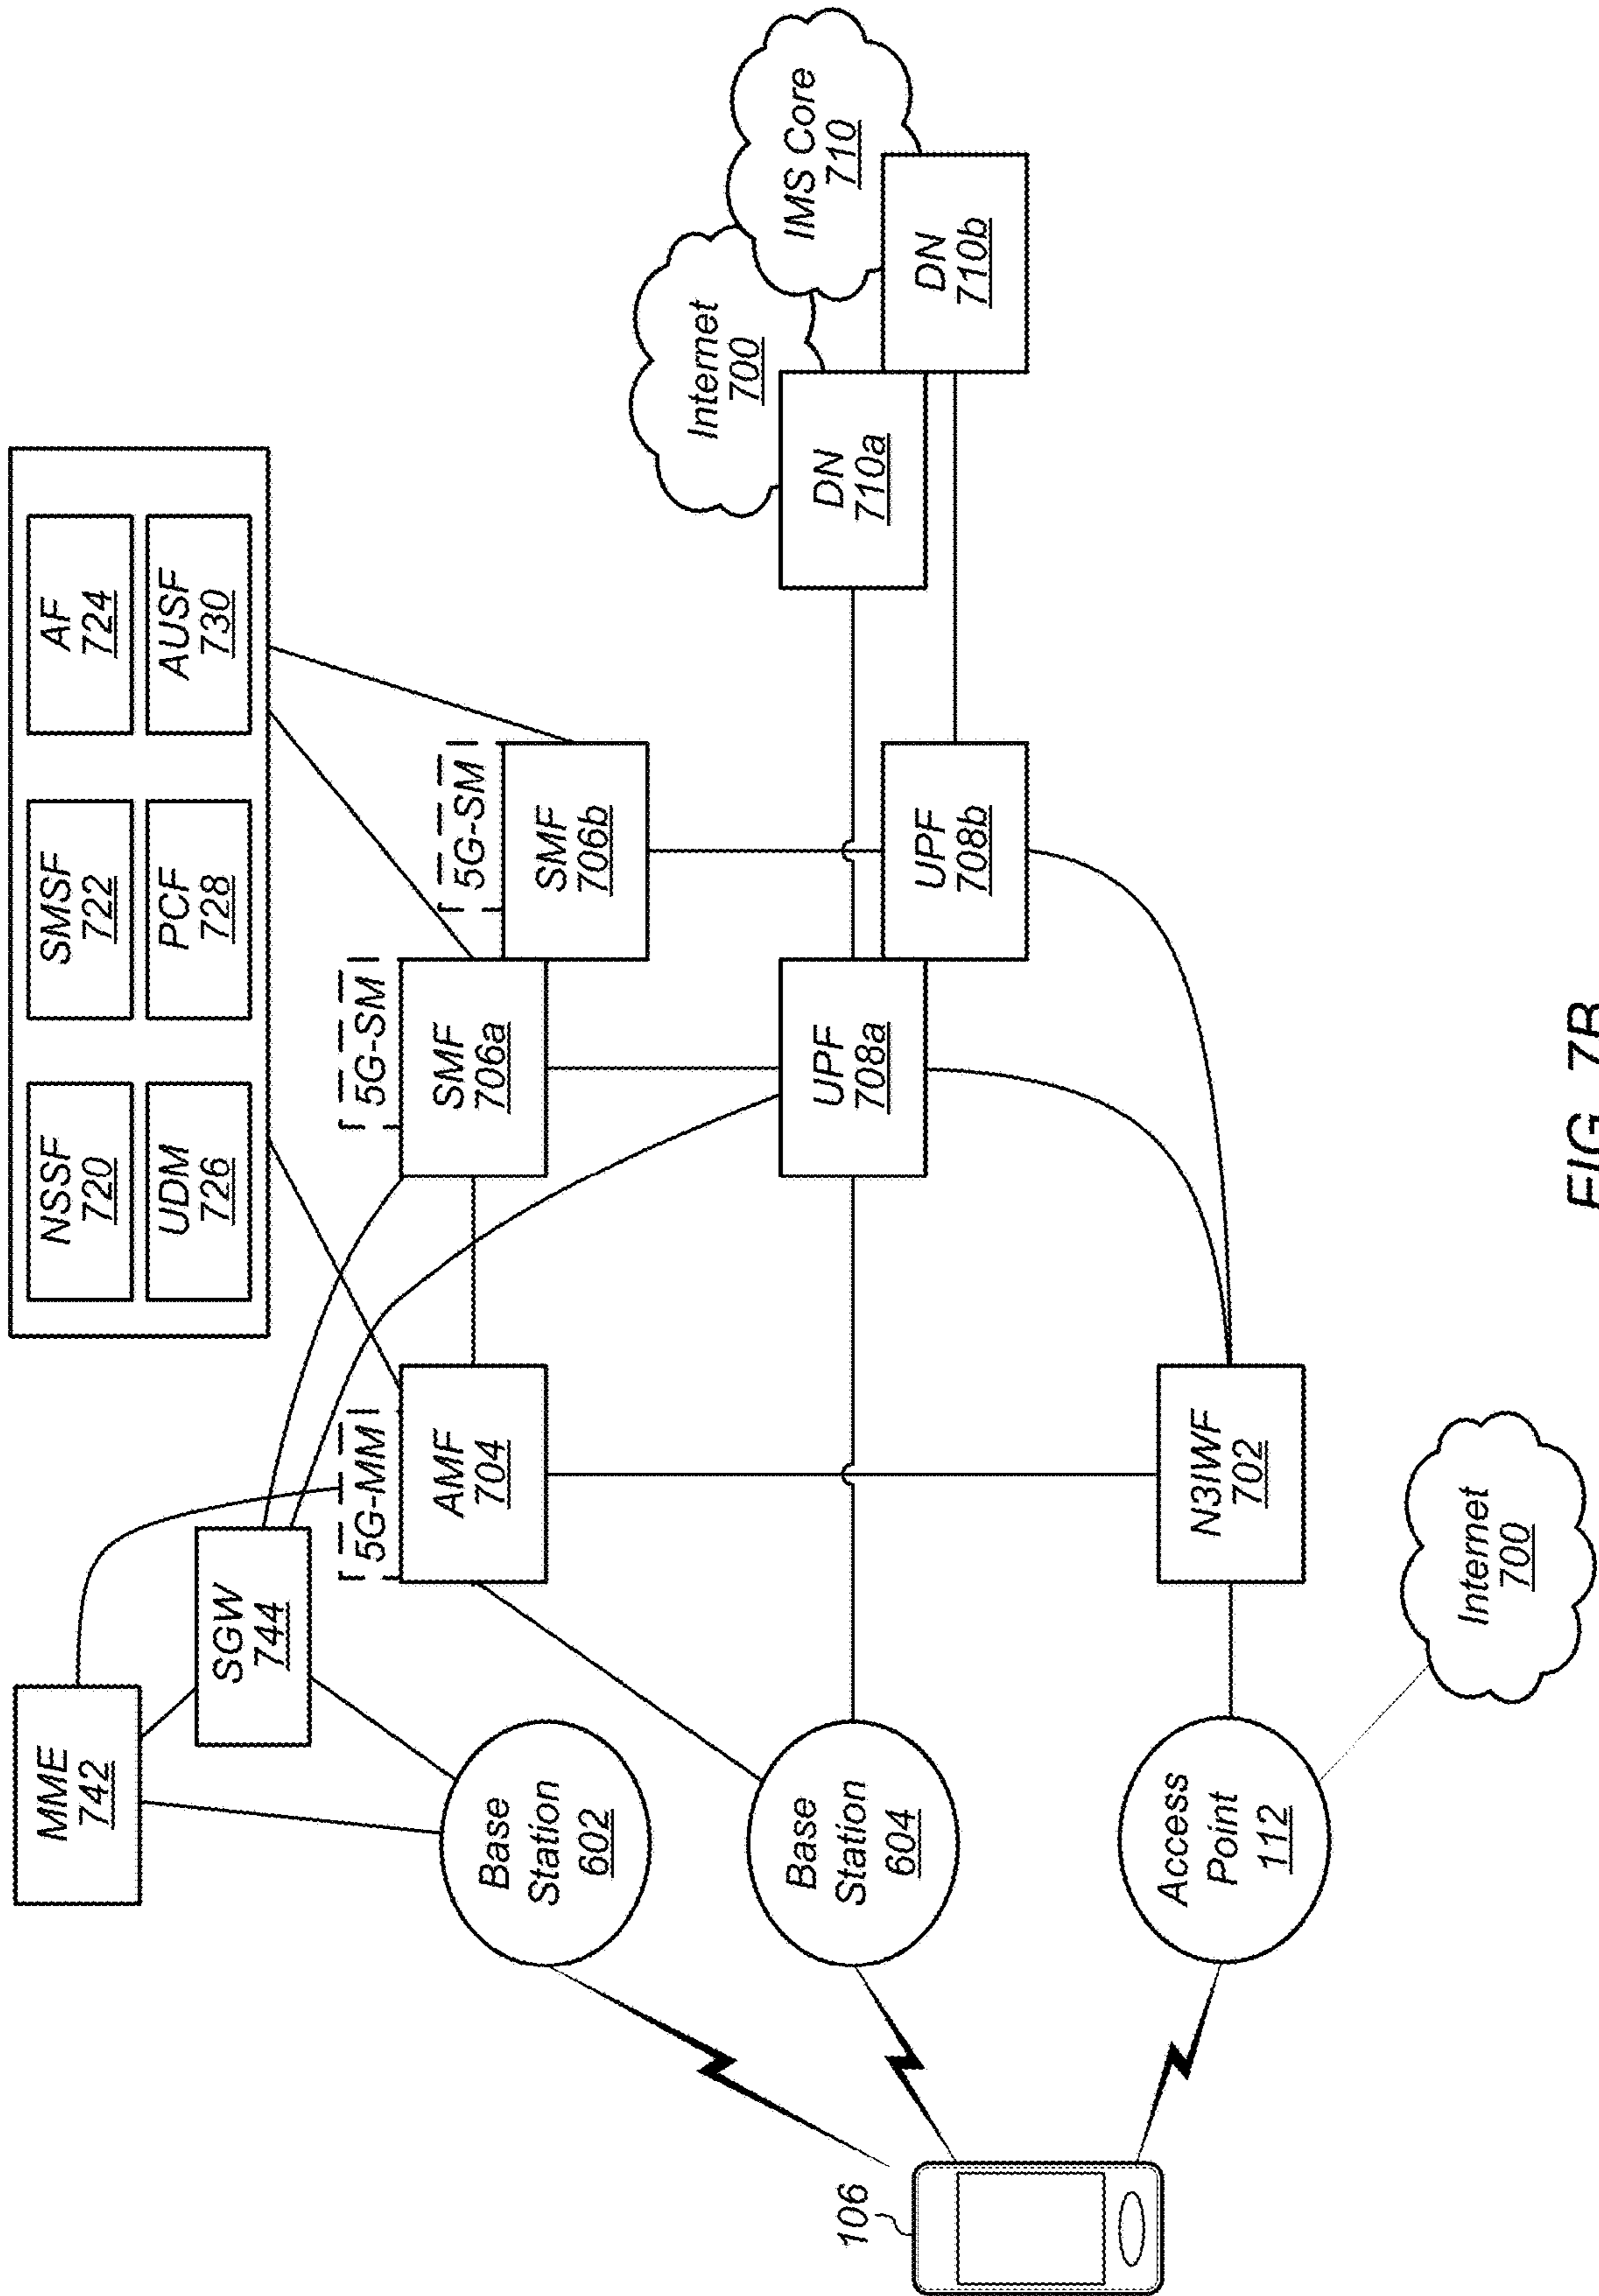 NSSF
720
SMSF
722
AF
724
UDM
726
PCF
728
AUSF
730
MME
742
SGW
744
5G-MM
AMF
704
5G-SM
SMF
706a
5G-SM
SMF
706b
Base
Station
602
Base
Station
604
UPF
708a
UPF
708b
Internet
700
IMS Core
710
DN
710a
DN
710b
106
Access
Point
112
N3IWF
702
Internet
700
FIG. 7B